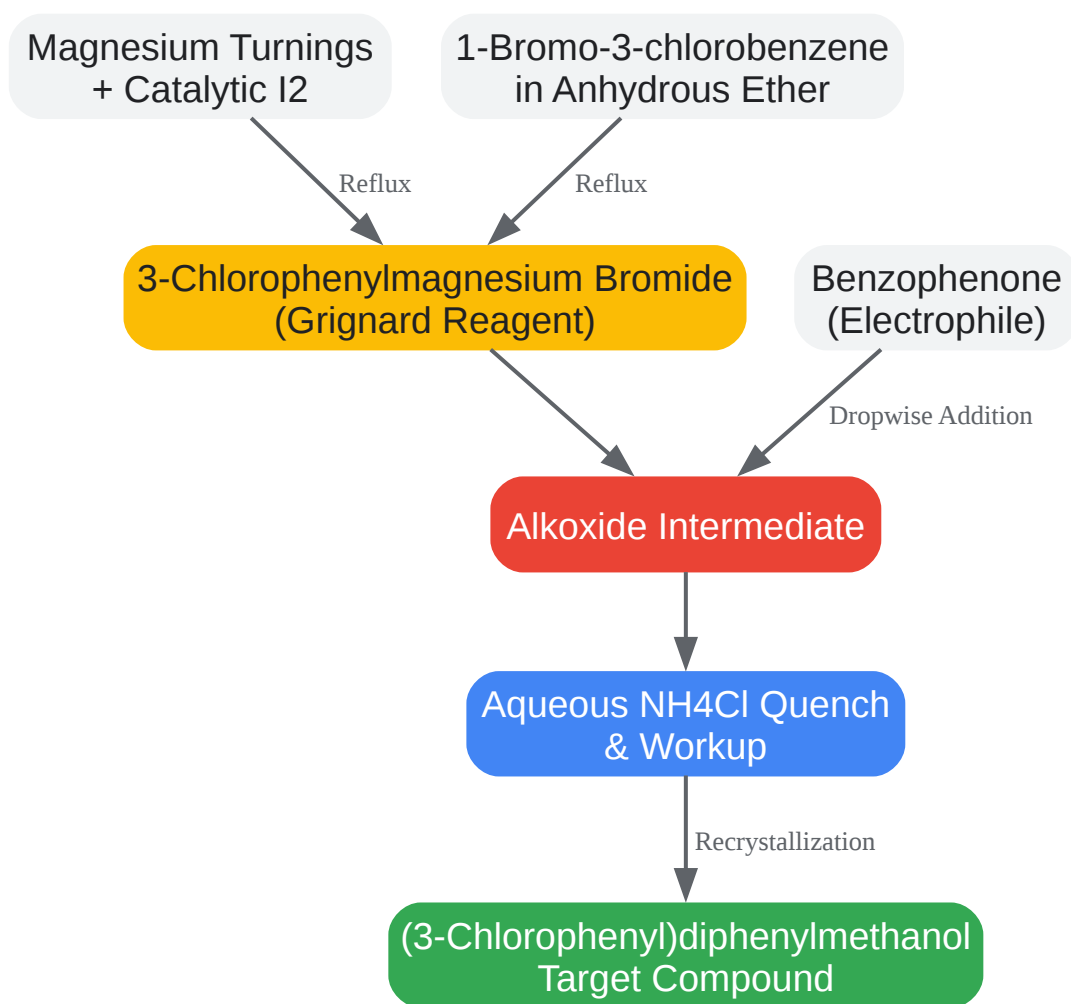 Magnesium Turnings
+ Catalytic I2
1-Bromo-3-chlorobenzene
in Anhydrous Ether
Reflux
Reflux
3-Chlorophenylmagnesium Bromide
(Grignard Reagent)
Benzophenone
(Electrophile)
Dropwise Addition
Alkoxide Intermediate
Aqueous NH4Cl Quench
& Workup
Recrystallization
(3-Chlorophenyl)diphenylmethanol
Target Compound